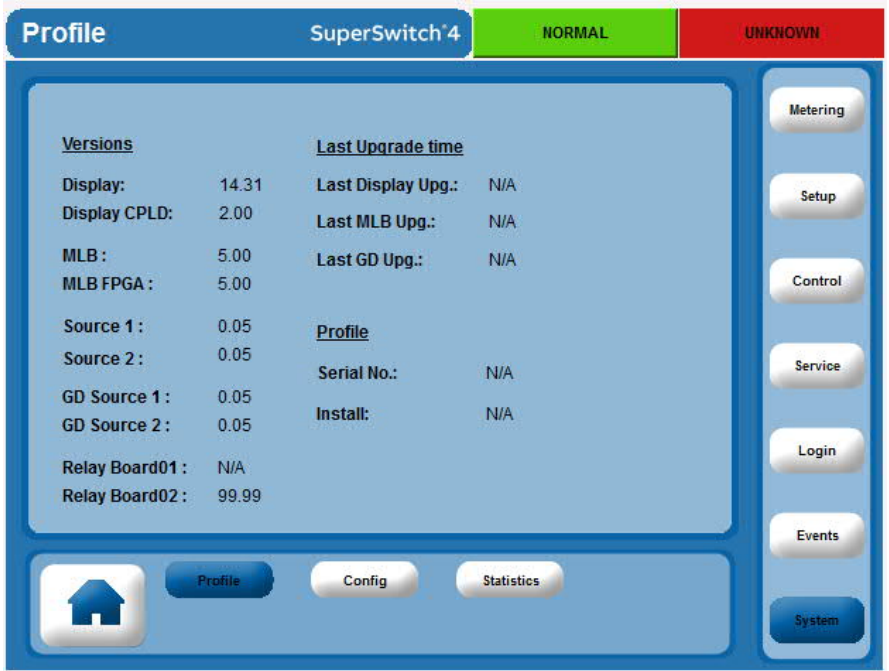 Profile
SuperSwitch®4
NORMAL
UNKNOWN
Versions
Display: 14.31
Display CPLD: 2.00
MLB : 5.00
MLB FPGA : 5.00
Source 1 : 0.05
Source 2 : 0.05
GD Source 1 : 0.05
GD Source 2 : 0.05
Relay Board01 : N/A
Relay Board02 : 99.99
Last Upgrade time
Last Display Upg.: N/A
Last MLB Upg.: N/A
Last GD Upg.: N/A
Profile
Serial No.: N/A
Install: N/A
Metering
Setup
Control
Service
Login
Events
System
Profile
Config
Statistics